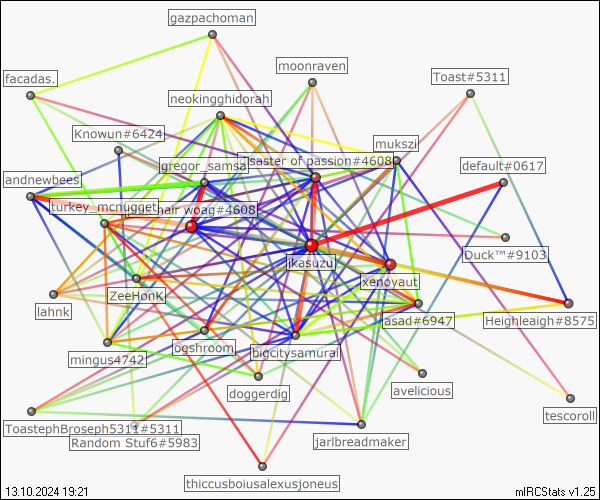 gazpachoman
moonraven
facadas.
Toast#5311
neokingghidorah
Knowun#6424
mukszi
gregor_samsa
saster of passion#4608
default#0617
andnewbees
turkey_mcnugget
hair woag#4608
Duck™#9103
ikasuzu
xenoyaut
ZeeHonK
lahnk
asad#6947
Heighleaigh#8575
mingus4742
ogshroom
bigcitysamurai
doggerdig
avelicious
tescoroll
ToastephBroseph5311#5311
Random Stuf6#5983
jarlbreadmaker
thiccusboiusalexusjoneus
13.10.2024 19:21
mIRCStats v1.25